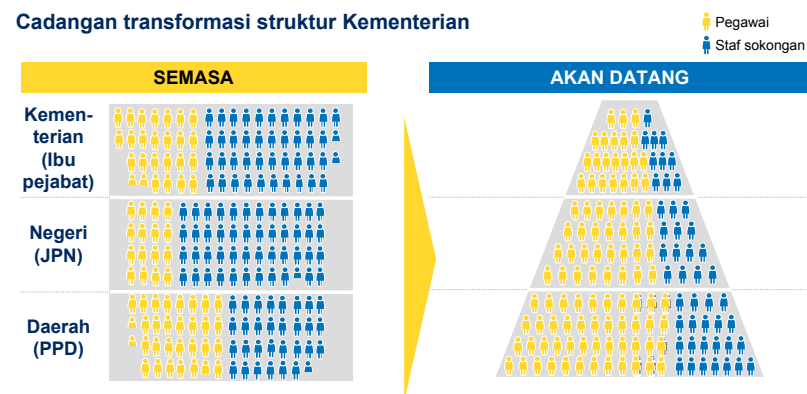 Cadangan transformasi struktur Kementerian
Pegawai
Staf sokongan
SEMASA
AKAN DATANG
Kemen-
terian
(Ibu
pejabat)
Negeri
(JPN)
Daerah
(PPD)